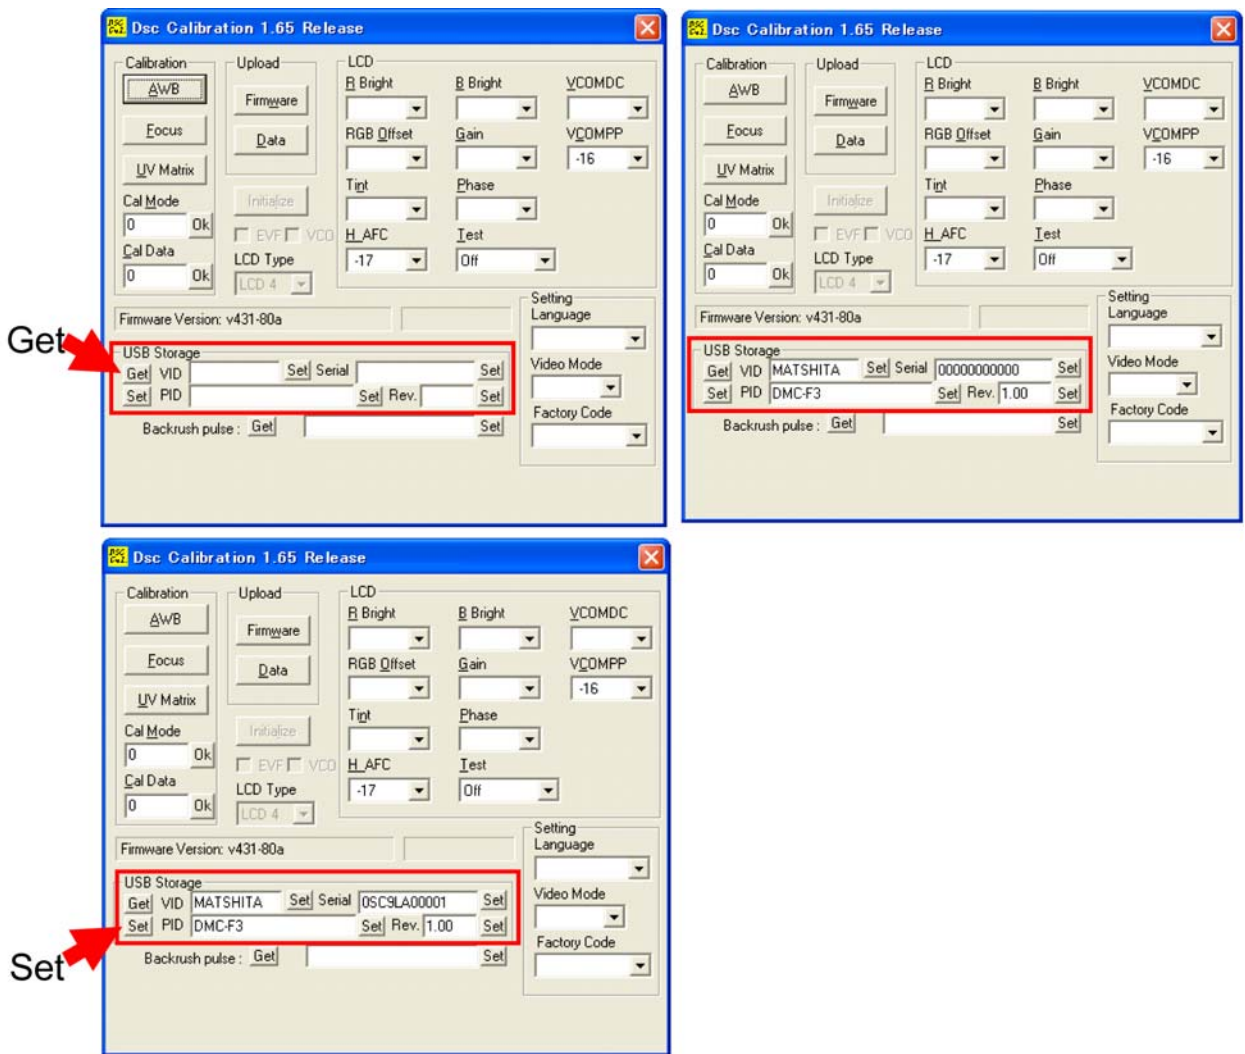 Dsc Calibration 1.65 Release
Calibration Upload LCD
AWB Firmware R Bright B Bright VCOMDC
Focus Data RGB Offset Gain VCOMPP
-16
UV Matrix Tint Phase
Cal Mode Initialize
0 Ok EVF VCO H_AFC Test
Cal Data LCD Type -17 Off
0 Ok LCD 4
Firmware Version: v431-80a
Setting
Language
Get
USB Storage
Get VID Set Serial Set
Set PID Set Rev. Set
Video Mode
Backrush pulse : Get Set
Factory Code
Dsc Calibration 1.65 Release
Calibration Upload LCD
AWB Firmware R Bright B Bright VCOMDC
Focus Data RGB Offset Gain VCOMPP
-16
UV Matrix Tint Phase
Cal Mode Initialize
0 Ok EVF VCO H_AFC Test
Cal Data LCD Type -17 Off
0 Ok LCD 4
Firmware Version: v431-80a
Setting
Language
USB Storage
Get VID MATSHITA Set Serial 00000000000 Set
Set PID DMC-F3 Set Rev. 1.00 Set
Video Mode
Backrush pulse : Get Set
Factory Code
Dsc Calibration 1.65 Release
Calibration Upload LCD
AWB Firmware R Bright B Bright VCOMDC
Focus Data RGB Offset Gain VCOMPP
-16
UV Matrix Tint Phase
Cal Mode Initialize
0 Ok EVF VCO H_AFC Test
Cal Data LCD Type -17 Off
0 Ok LCD 4
Firmware Version: v431-80a
Setting
Language
USB Storage
Get VID MATSHITA Set Serial 0SC9LA00001 Set
Set PID DMC-F3 Set Rev. 1.00 Set
Video Mode
Set
Backrush pulse : Get Set
Factory Code